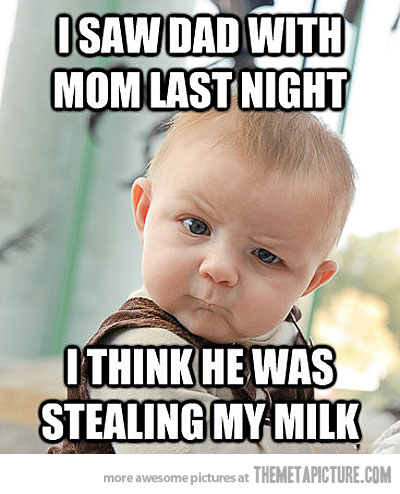 I SAW DAD WITH
MOM LAST NIGHT
I THINK HE WAS
STEALING MY MILK
more awesome pictures at THEMETAPICTURE.COM